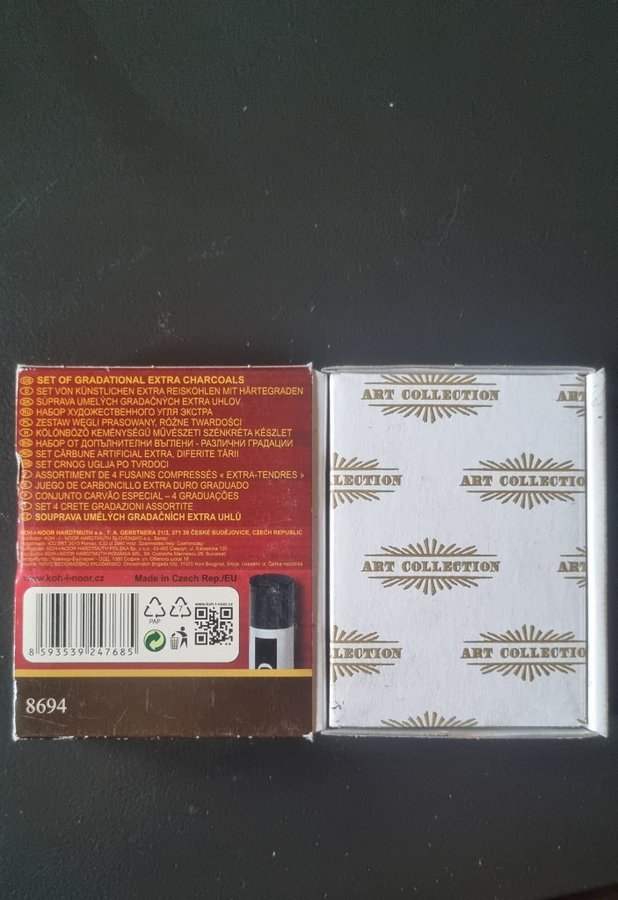 SET OF GRADATIONAL EXTRA CHARCOALS
SET VON KÜNSTLICHEN EXTRA REISKOHLEN MIT HÄRTEGRADEN
SÚPRAVA UMELÝCH GRADAČNÝCH EXTRA UHLOV
НАБОР ХУДОЖЕСТВЕННОГО УГЛЯ ЭКСТРА
ZESTAW WĘGLI PRASOWANY, RÓŻNE TWARDOŚCI
KÜLÖNBÖZŐ KEMÉNYSÉGŰ MŰVÉSZETI SZÉNKRÉTA KÉSZLET
НАБОР ОТ ДОПЪЛНИТЕЛНИ ВЪГЛЕНИ - РАЗЛИЧНИ ГРАДАЦИИ
SET CĂRBUNE ARTIFICIAL EXTRA, DIFERITE TĂRII
SET CRNOG UGLJA PO TVRDOCI
ASSORTIMENT DE 4 FUSAINS COMPRESSÉS « EXTRA-TENDRES »
JUEGO DE CARBONCILLO EXTRA DURO GRADUADO
CONJUNTO CARVÃO ESPECIAL – 4 GRADUAÇÕES
SET 4 CRETE GRADAZIONI ASSORTITE
SOUPRAVA UMĚLÝCH GRADAČNÍCH EXTRA UHLŮ
KOH-I-NOOR HARDTMUTH a.s., F. A. GERSTNERA 21/3, 371 30 ČESKÉ BUDĚJOVICE, CZECH REPUBLIC
www.koh-i-noor.cz Made in Czech Rep./EU
PAP
7
www.koh-i-noor.cz
8 593539 247685
8694
ART COLLECTION
ART
LLECTION
ART COLLECTION
ART COLLECTION
ART
LLECTION
ART COLLECTION